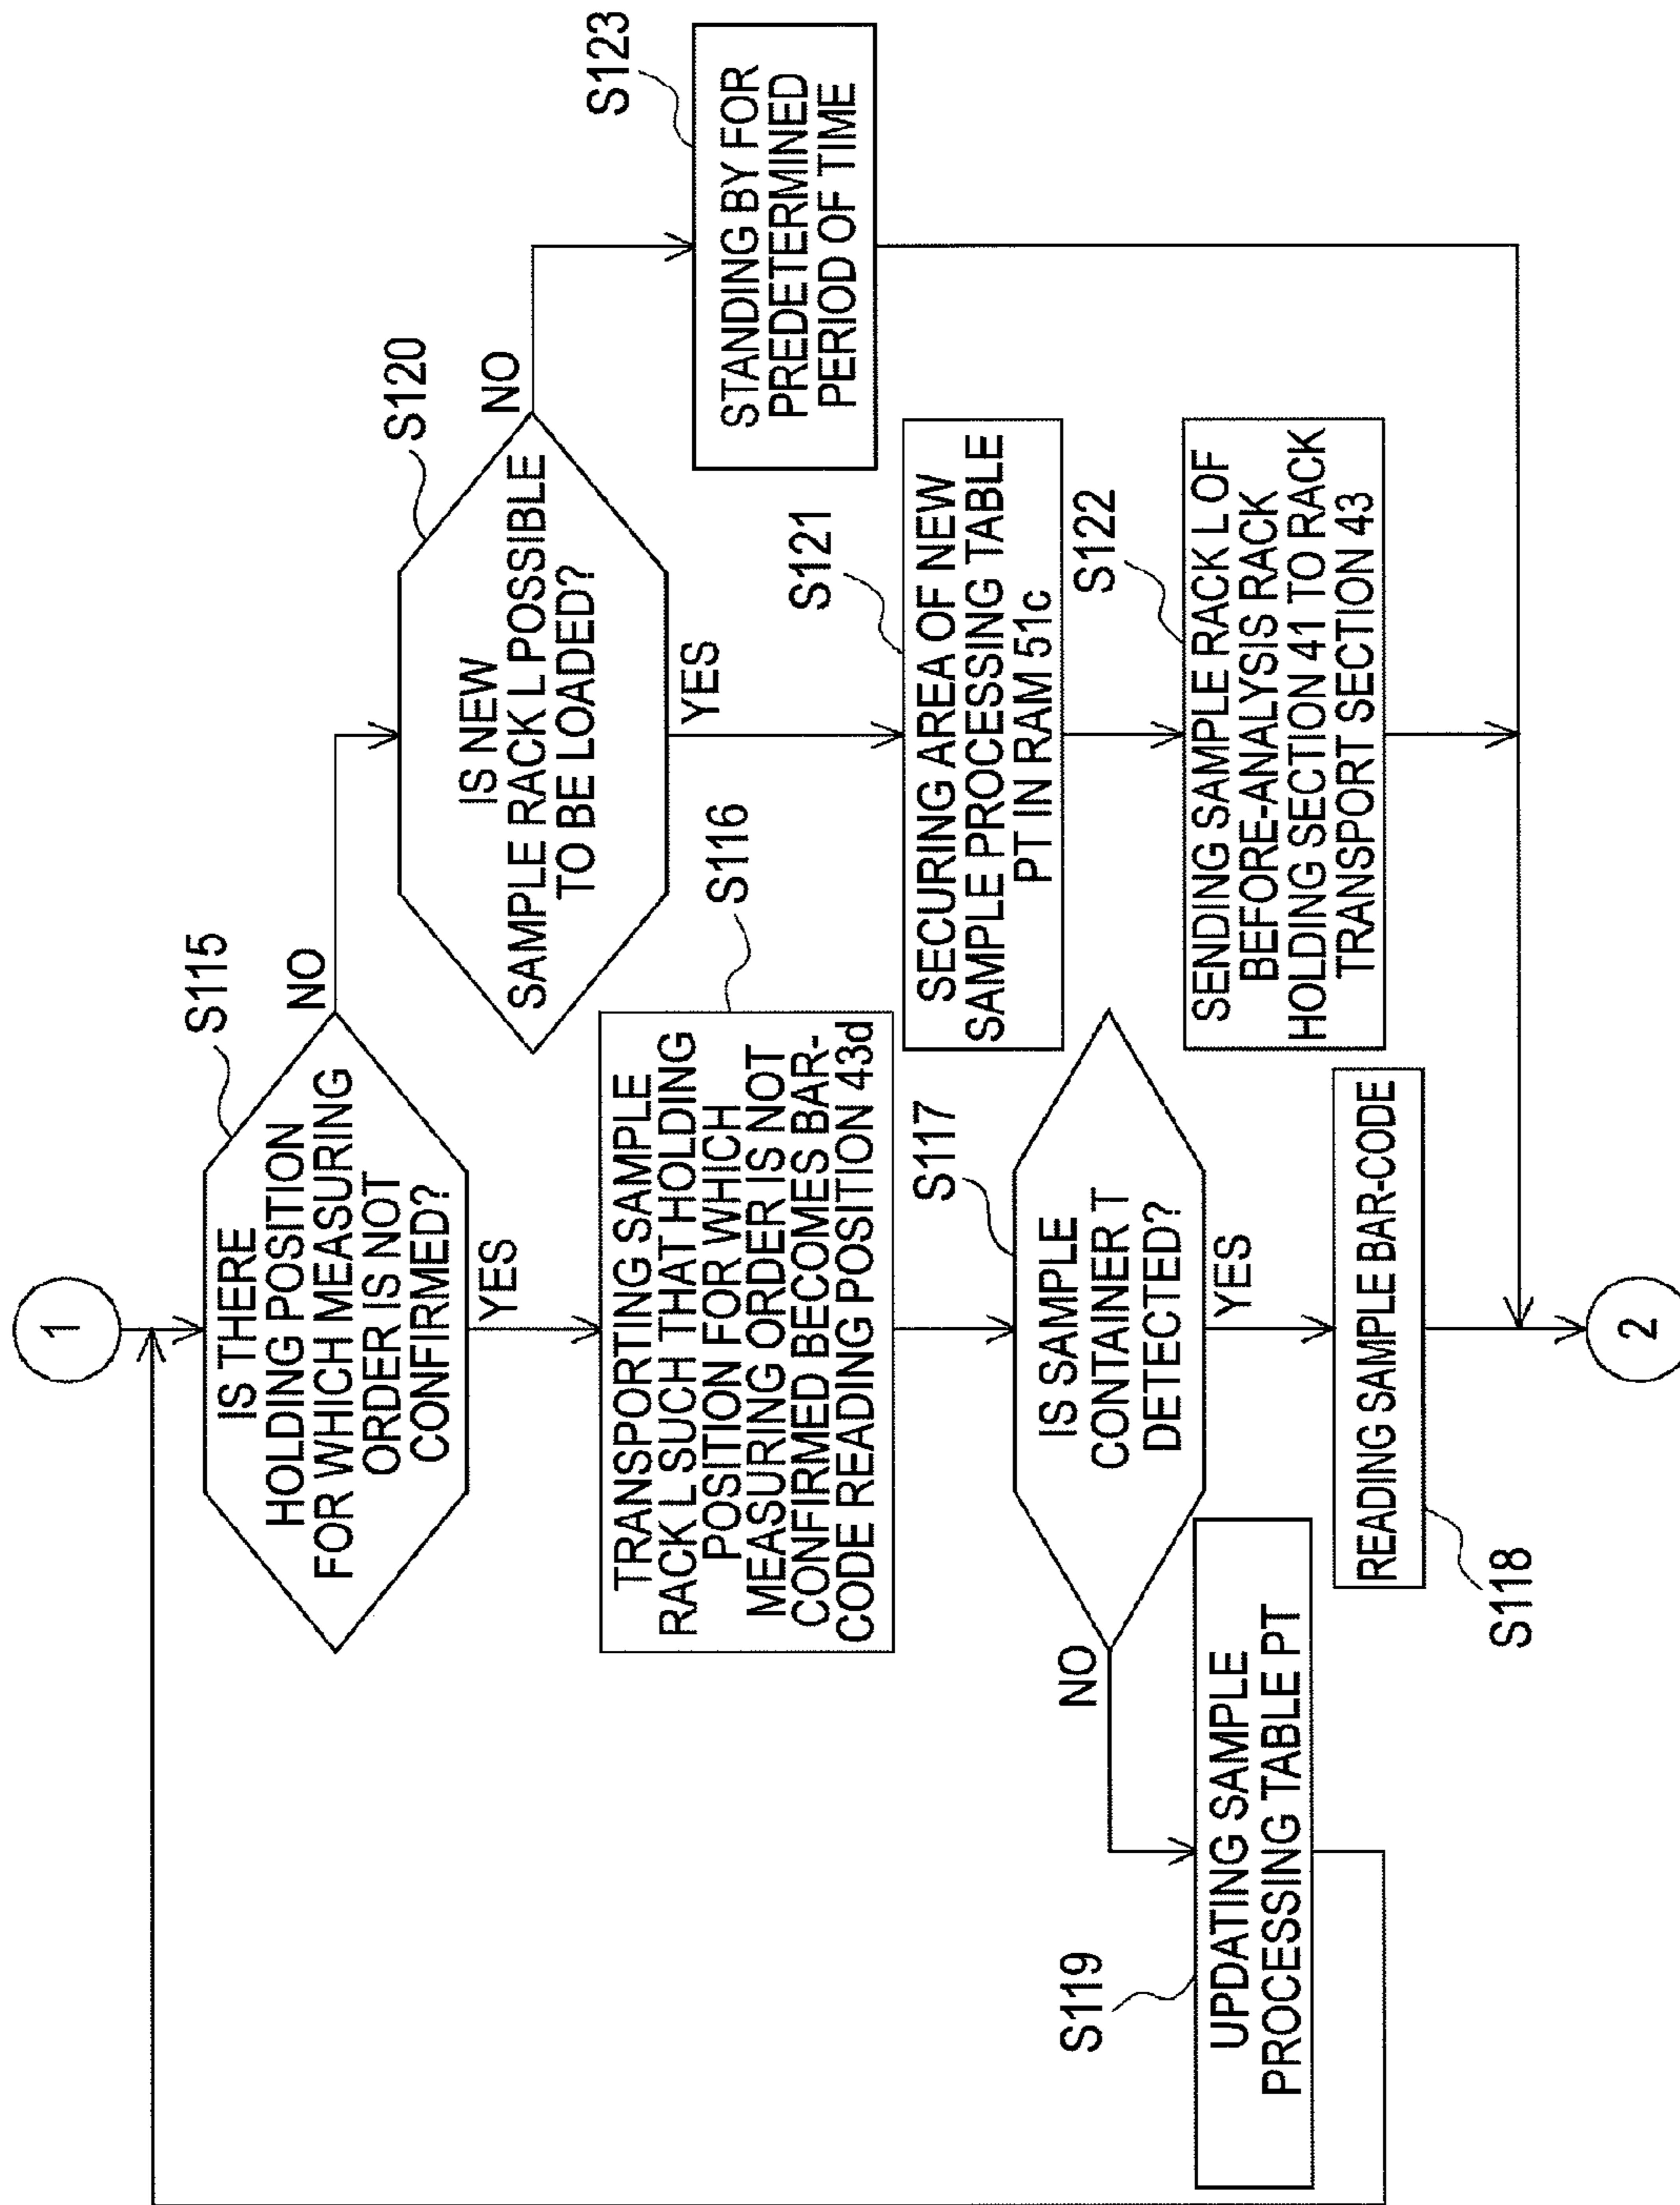 1
S115
IS THERE
HOLDING POSITION
FOR WHICH MEASURING
ORDER IS NOT
CONFIRMED?
NO
YES
S116
TRANSPORTING SAMPLE
RACK L SUCH THAT HOLDING
POSITION FOR WHICH
MEASURING ORDER IS NOT
CONFIRMED BECOMES BAR-
CODE READING POSITION 43d
S117
IS SAMPLE
CONTAINER T
DETECTED?
NO
YES
S119
UPDATING SAMPLE
PROCESSING TABLE PT
READING SAMPLE BAR-CODE
S118
S120
IS NEW
SAMPLE RACK L POSSIBLE
TO BE LOADED?
NO
YES
S121
SECURING AREA OF NEW
SAMPLE PROCESSING TABLE
PT IN RAM 51c
S122
SENDING SAMPLE RACK L OF
BEFORE-ANALYSIS RACK
HOLDING SECTION 41 TO RACK
TRANSPORT SECTION 43
S123
STANDING BY FOR
PREDETERMINED
PERIOD OF TIME
2